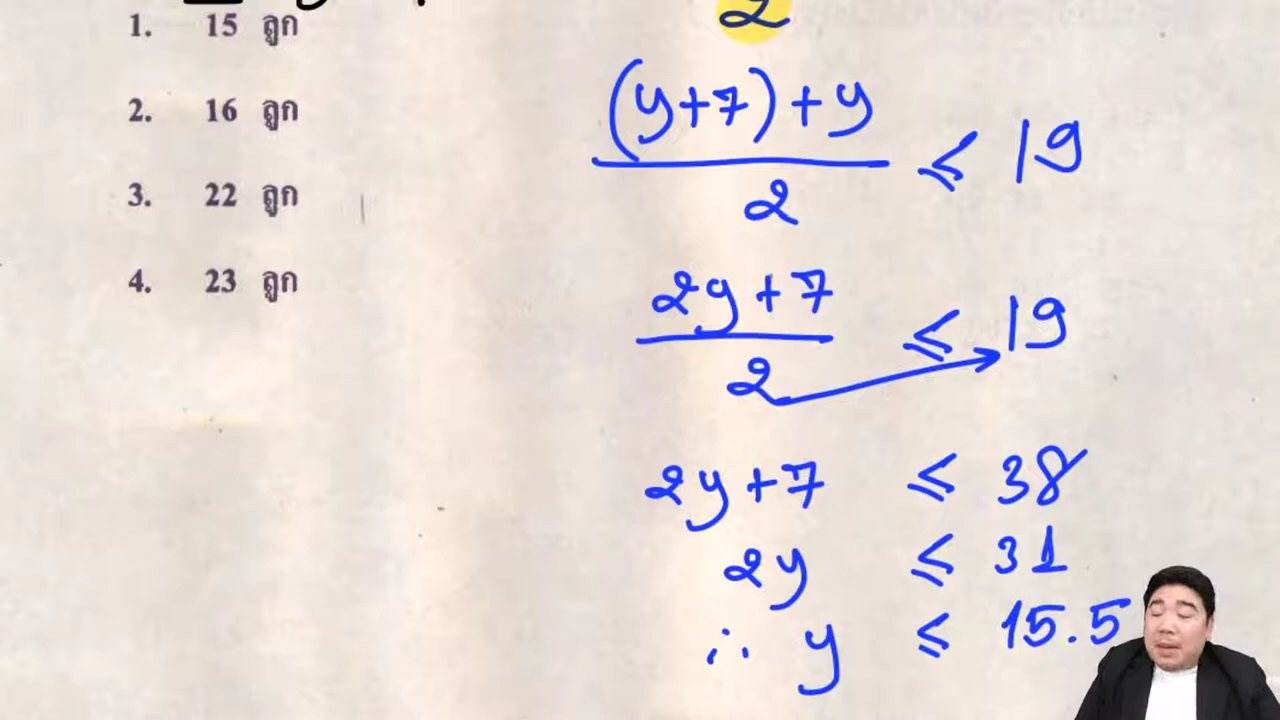 1. 15 ลูก
2. 16 ลูก
3. 22 ลูก
4. 23 ลูก
2
(y+7)+y
2
≤ 19
2y+7
2
≤ 19
2y+7 ≤ 38
2y ≤ 31
∴ y ≤ 15.5